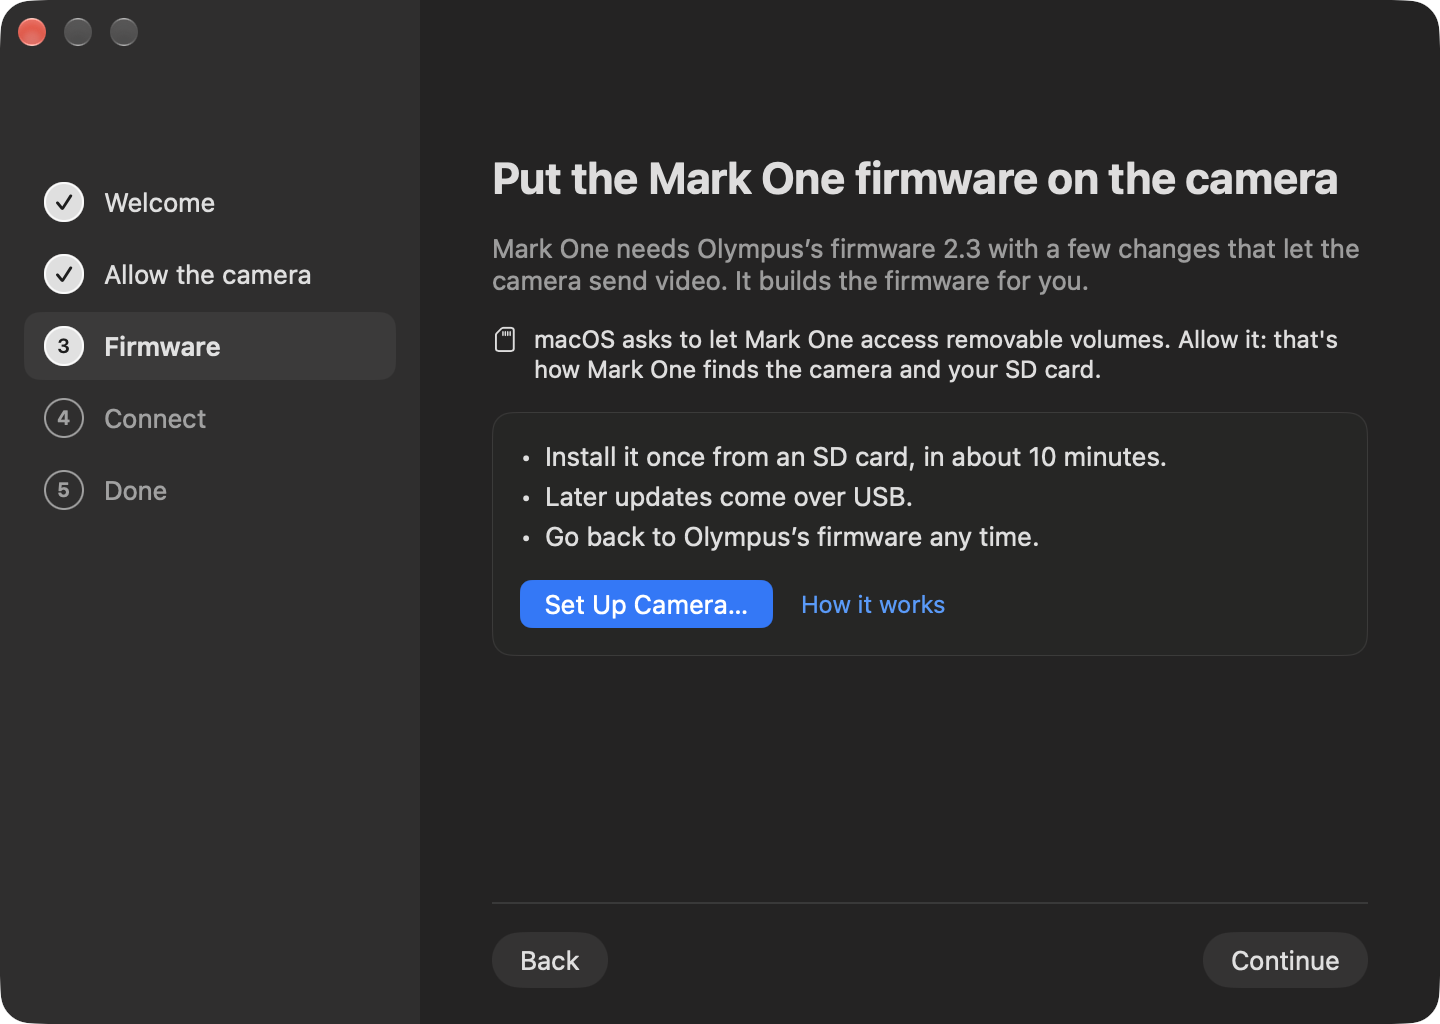 Welcome
Allow the camera
3 Firmware
4 Connect
5 Done
Put the Mark One firmware on the camera
Mark One needs Olympus’s firmware 2.3 with a few changes that let the
camera send video. It builds the firmware for you.
macOS asks to let Mark One access removable volumes. Allow it: that's
how Mark One finds the camera and your SD card.
• Install it once from an SD card, in about 10 minutes.
• Later updates come over USB.
• Go back to Olympus’s firmware any time.
Set Up Camera... How it works
Back Continue